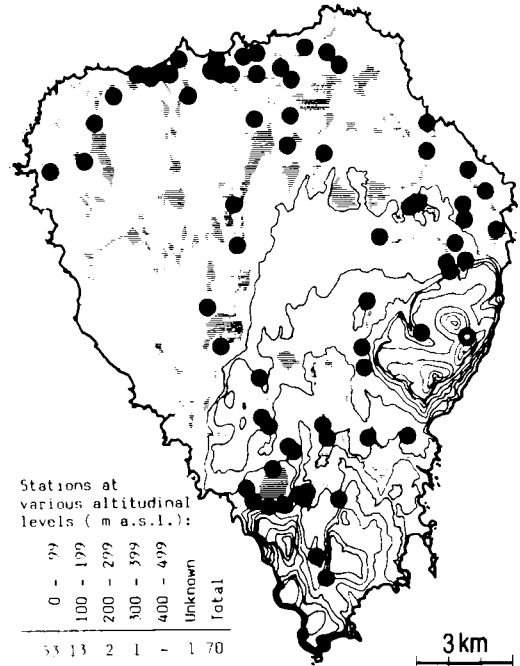 Stations at
various altitudinal
levels ( m a.s.l.):
0 - 99
100 - 199
200 - 299
300 - 399
400 - 499
Unknown
Total
53 13 2 1 - 1 70
3 km